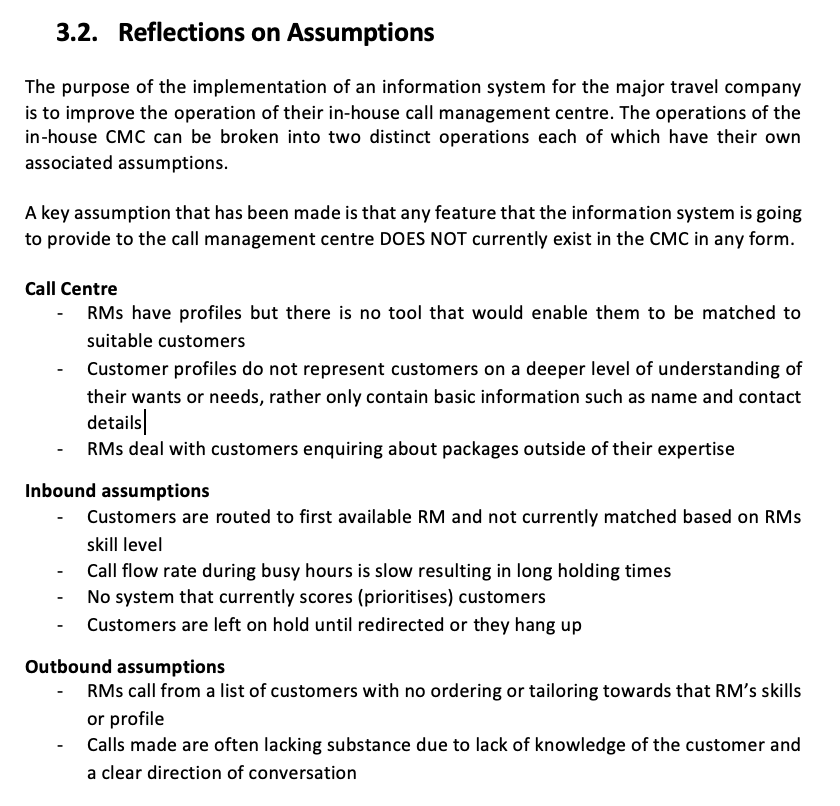 3.2. Reflections on Assumptions
The purpose of the implementation of an information system for the major travel company
is to improve the operation of their in-house call management centre. The operations of the
in-house CMC can be broken into two distinct operations each of which have their own
associated assumptions.
A key assumption that has been made is that any feature that the information system is going
to provide to the call management centre DOES NOT currently exist in the CMC in any form.
Call Centre
- RMs have profiles but there is no tool that would enable them to be matched to
suitable customers
- Customer profiles do not represent customers on a deeper level of understanding of
their wants or needs, rather only contain basic information such as name and contact
details
- RMs deal with customers enquiring about packages outside of their expertise
Inbound assumptions
- Customers are routed to first available RM and not currently matched based on RMs
skill level
- Call flow rate during busy hours is slow resulting in long holding times
- No system that currently scores (prioritises) customers
- Customers are left on hold until redirected or they hang up
Outbound assumptions
- RMs call from a list of customers with no ordering or tailoring towards that RM's skills
or profile
- Calls made are often lacking substance due to lack of knowledge of the customer and
a clear direction of conversation